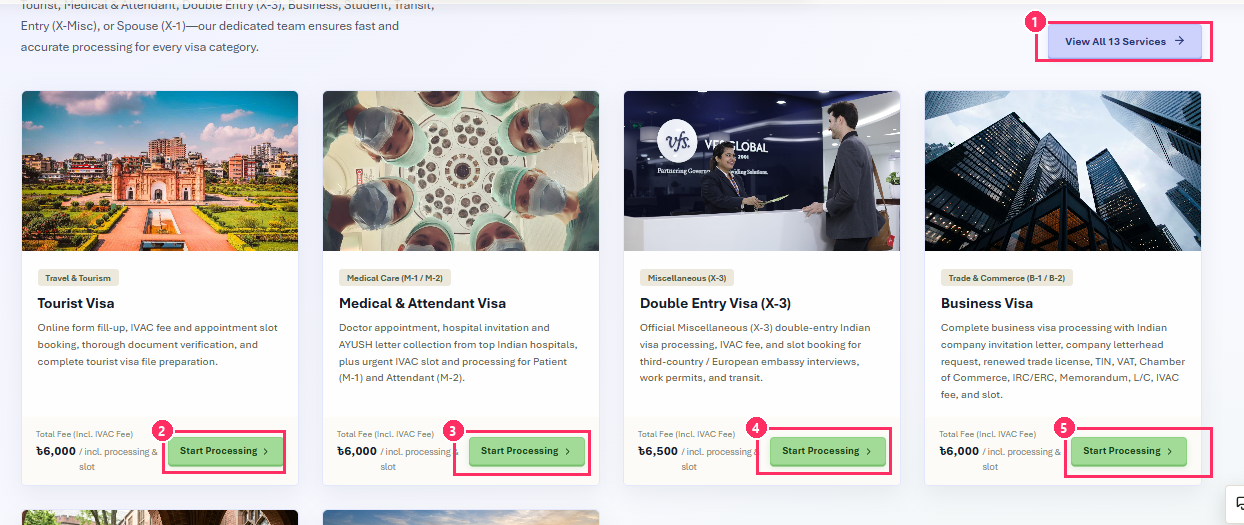 Tourist, Medical & Attendant, Double Entry (X-3), Business, Student, Transit,
Entry (X-Misc), or Spouse (X-1)—our dedicated team ensures fast and
accurate processing for every visa category.
1
View All 13 Services →
vfs.
VFS GLOBAL
2001
Partnering Governments. Providing Solutions.
Travel & Tourism
Tourist Visa
Online form fill-up, IVAC fee and appointment slot
booking, thorough document verification, and
complete tourist visa file preparation.
Total Fee (Incl. IVAC Fee)
৳6,000 / incl. processing &
slot
2
Start Processing >
Medical Care (M-1 / M-2)
Medical & Attendant Visa
Doctor appointment, hospital invitation and
AYUSH letter collection from top Indian hospitals,
plus urgent IVAC slot and processing for Patient
(M-1) and Attendant (M-2).
Total Fee (Incl. IVAC Fee)
৳6,000 / incl. processing &
slot
3
Start Processing >
Miscellaneous (X-3)
Double Entry Visa (X-3)
Official Miscellaneous (X-3) double-entry Indian
visa processing, IVAC fee, and slot booking for
third-country / European embassy interviews,
work permits, and transit.
Total Fee (Incl. IVAC Fee)
৳6,500 / incl. processing &
slot
4
Start Processing >
Trade & Commerce (B-1 / B-2)
Business Visa
Complete business visa processing with Indian
company invitation letter, company letterhead
request, renewed trade license, TIN, VAT, Chamber
of Commerce, IRC/ERC, Memorandum, L/C, IVAC
fee, and slot.
Total Fee (Incl. IVAC Fee)
৳6,000 / incl. processing &
slot
5
Start Processing >